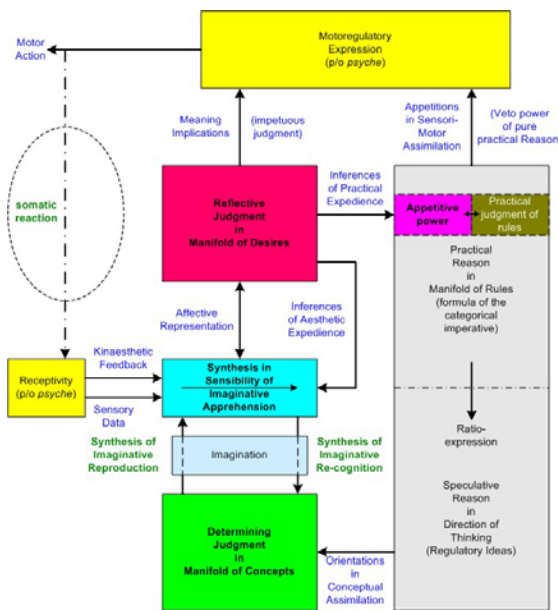 Motor
Action
Motoregulatory
Expression
(p/o psyche)
Meaning
Implications
(impetuous
judgment)
Appetitions
in Sensori-
Motor
Assimilation
(Veto power
of pure
practical Reason)
somatic
reaction
Reflective
Judgment
in
Manifold of Desires
Inferences
of Practical
Expedience
Appetitive
power
Practical
judgment of
rules
Practical
Reason
in
Manifold of Rules
(formula of the
categorical
imperative)
Affective
Representation
Inferences
of Aesthetic
Expedience
Kinaesthetic
Feedback
Receptivity
(p/o psyche)
Sensory
Data
Synthesis in
Sensibility of
Imaginative
Apprehension
Ratio-
expression
Synthesis of
Imaginative
Reproduction
Imagination
Synthesis of
Imaginative
Re-cognition
Speculative
Reason
in
Direction of
Thinking
(Regulatory Ideas)
Determining
Judgment
in
Manifold of Concepts
Orientations
in
Conceptual
Assimilation